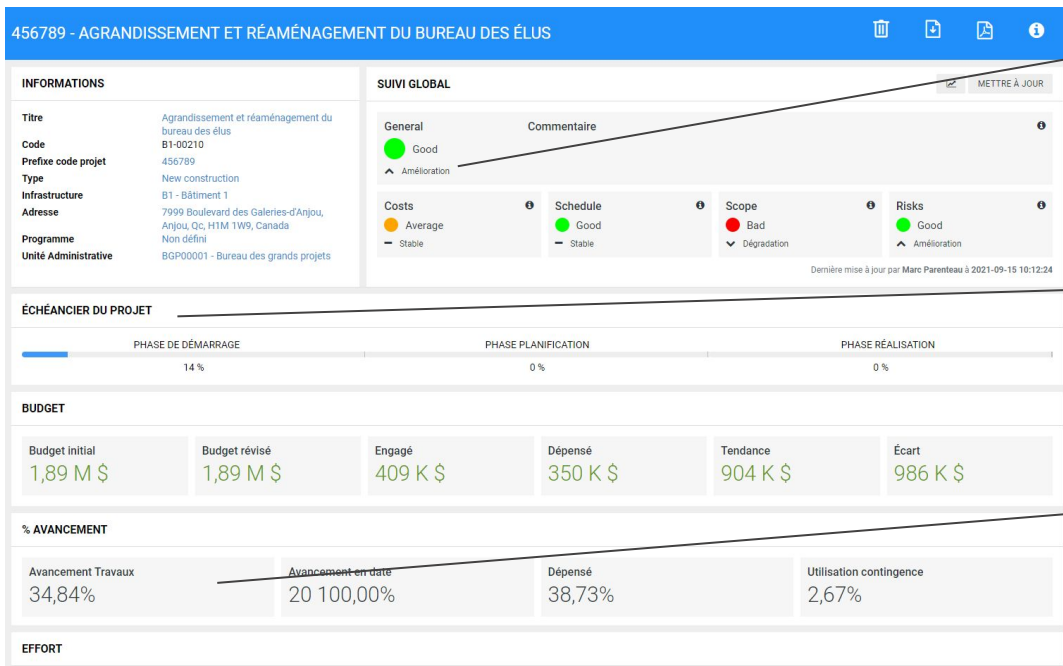 456789 - AGRANDISSEMENT ET RÉAMÉNAGEMENT DU BUREAU DES ÉLUS
INFORMATIONS
Titre Agrandissement et réaménagement du
bureau des élus
Code B1-00210
Prefixe code projet 456789
Type New construction
Infrastructure B1 - Bâtiment 1
Adresse 7999 Boulevard des Galeries-d'Anjou,
Anjou, Qc, H1M 1W9, Canada
Programme Non défini
Unité Administrative BGP00001 - Bureau des grands projets
SUIVI GLOBAL METTRE À JOUR
General Commentaire
Good
Amélioration
Costs Schedule Scope Risks
Average Good Bad Good
Stable Stable Dégradation Amélioration
Dernière mise à jour par Marc Parenteau à 2021-09-15 10:12:24
ÉCHÉANCIER DU PROJET
PHASE DE DÉMARRAGE PHASE PLANIFICATION PHASE RÉALISATION
14 % 0 % 0 %
BUDGET
Budget initial Budget révisé Engagé Dépensé Tendance Écart
1,89 M $ 1,89 M $ 409 K $ 350 K $ 904 K $ 986 K $
% AVANCEMENT
Avancement Travaux Avancement en date Dépensé Utilisation contingence
34,84% 20 100,00% 38,73% 2,67%
EFFORT